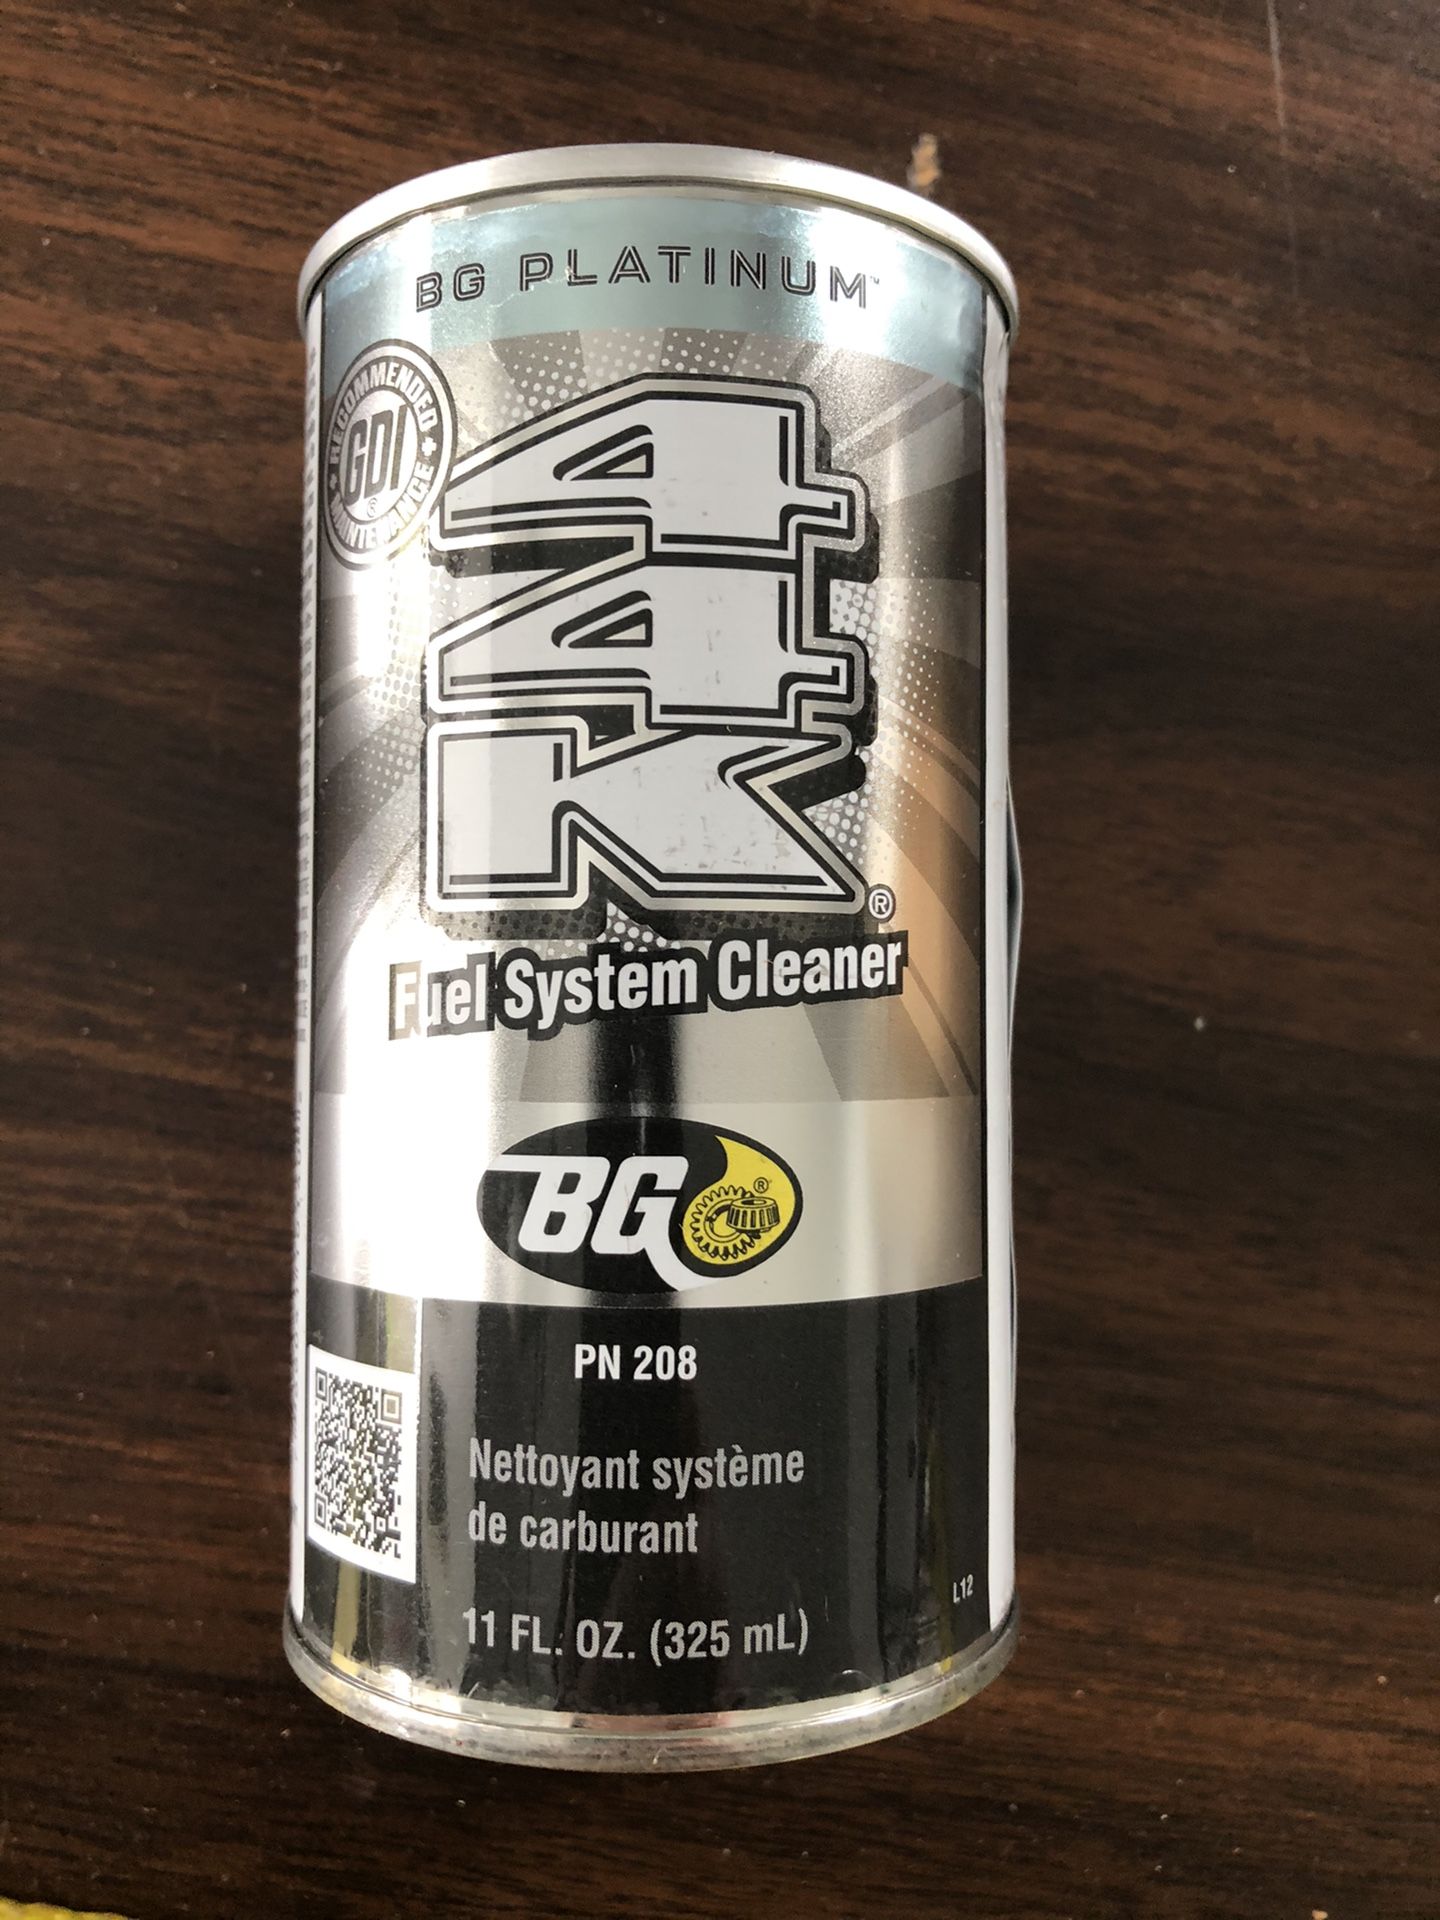 BG PLATINUM™
RECOMMENDED
GDI
®
MAINTENANCE
44K®
Fuel System Cleaner
BG®
PN 208
Nettoyant système
de carburant
11 FL. OZ. (325 mL)
L12